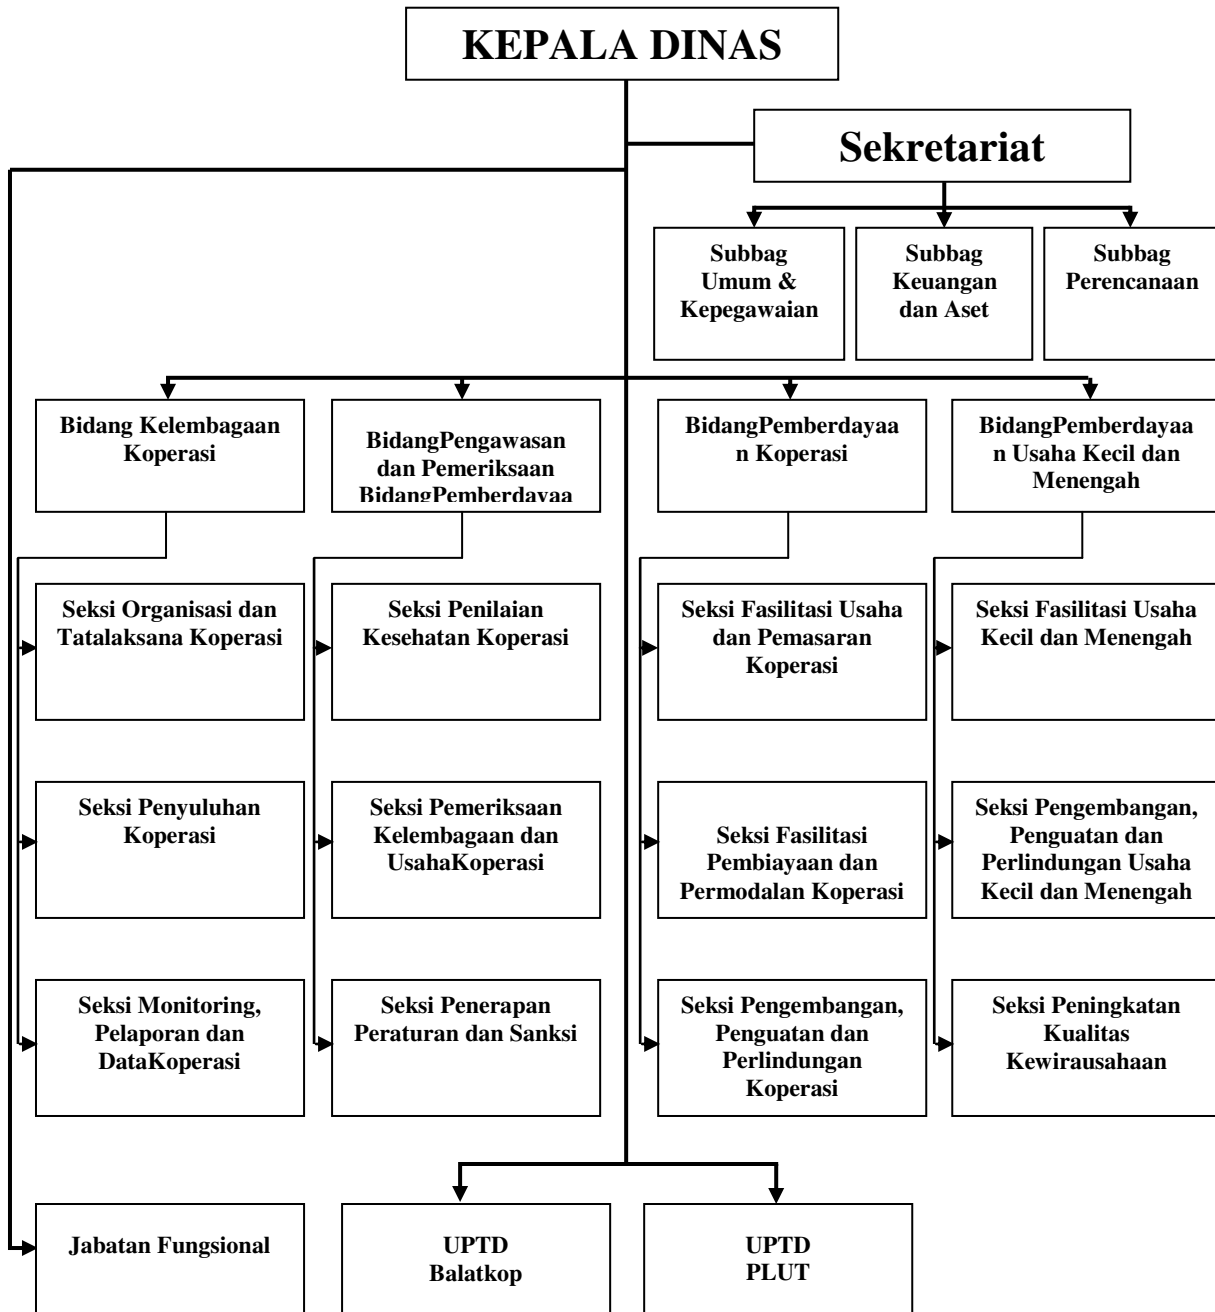 KEPALA DINAS
Sekretariat
Subbag
Umum &
Kepegawaian
Subbag
Keuangan
dan Aset
Subbag
Perencanaan
Bidang Kelembagaan
Koperasi
BidangPengawasan
dan Pemeriksaan
BidangPemberdayaa
BidangPemberdayaa
n Koperasi
BidangPemberdayaa
n Usaha Kecil dan
Menengah
Seksi Organisasi dan
Tatalaksana Koperasi
Seksi Penilaian
Kesehatan Koperasi
Seksi Fasilitasi Usaha
dan Pemasaran
Koperasi
Seksi Fasilitasi Usaha
Kecil dan Menengah
Seksi Penyuluhan
Koperasi
Seksi Pemeriksaan
Kelembagaan dan
UsahaKoperasi
Seksi Fasilitasi
Pembiayaan dan
Permodalan Koperasi
Seksi Pengembangan,
Penguatan dan
Perlindungan Usaha
Kecil dan Menengah
Seksi Monitoring,
Pelaporan dan
DataKoperasi
Seksi Penerapan
Peraturan dan Sanksi
Seksi Pengembangan,
Penguatan dan
Perlindungan
Koperasi
Seksi Peningkatan
Kualitas
Kewirausahaan
Jabatan Fungsional
UPTD
Balatkop
UPTD
PLUT